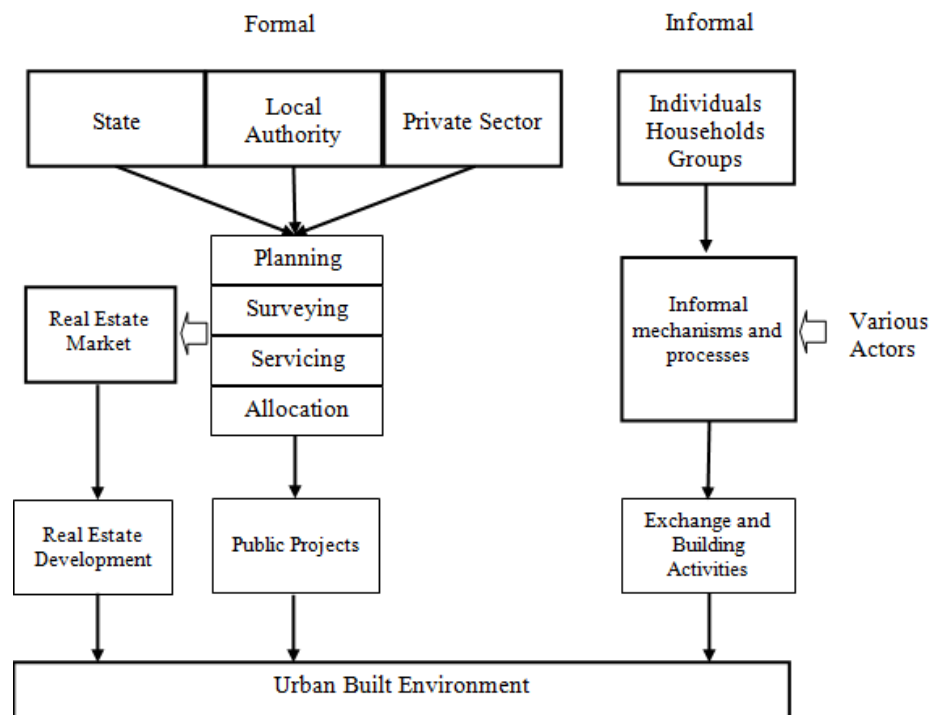 Formal
Informal
State
Local
Authority
Private Sector
Individuals
Households
Groups
Planning
Surveying
Servicing
Allocation
Real Estate
Market
Informal
mechanisms and
processes
Various
Actors
Real Estate
Development
Public Projects
Exchange and
Building
Activities
Urban Built Environment